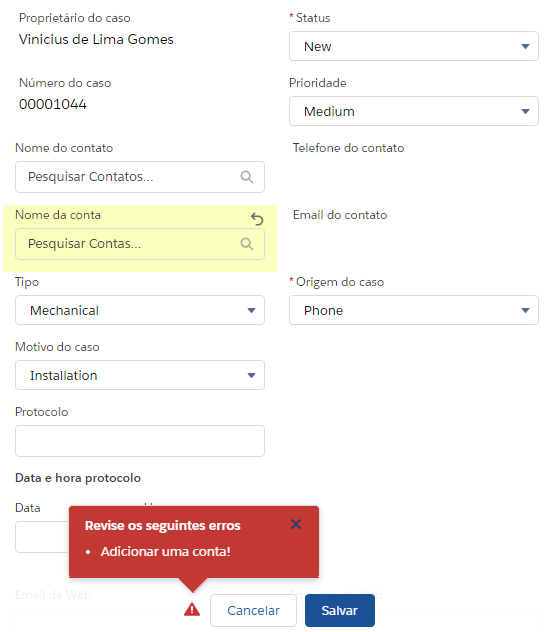 Proprietário do caso
Vinicius de Lima Gomes
* Status
New
Número do caso
00001044
Prioridade
Medium
Nome do contato
Pesquisar Contatos...
Telefone do contato
Nome da conta
Pesquisar Contas...
Email do contato
Tipo
Mechanical
* Origem do caso
Phone
Motivo do caso
Installation
Protocolo
Data e hora protocolo
Data
Revise os seguintes erros
• Adicionar uma conta!
Email da Web
Cancelar
Salvar